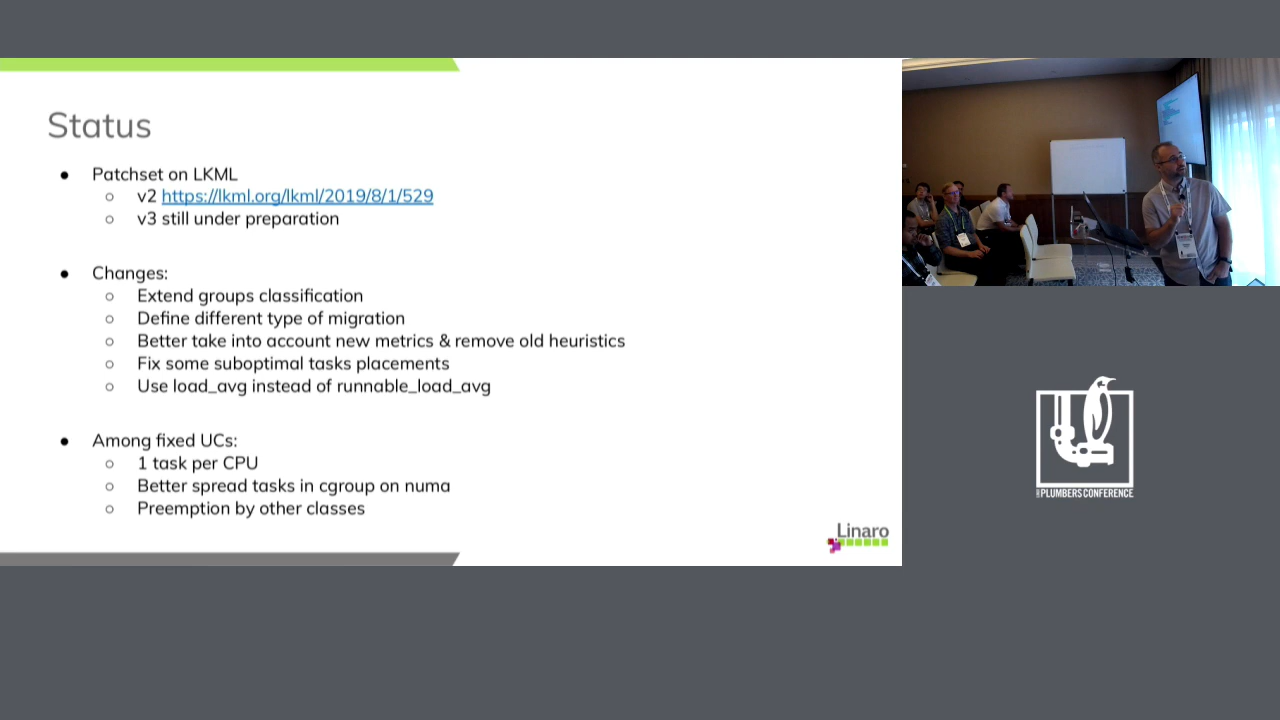 Status
● Patchset on LKML
○ v2 https://lkml.org/lkml/2019/8/1/529
○ v3 still under preparation
● Changes:
○ Extend groups classification
○ Define different type of migration
○ Better take into account new metrics & remove old heuristics
○ Fix some suboptimal tasks placements
○ Use load_avg instead of runnable_load_avg
● Among fixed UCs:
○ 1 task per CPU
○ Better spread tasks in cgroup on numa
○ Preemption by other classes
Linaro
PLUMBERS CONFERENCE